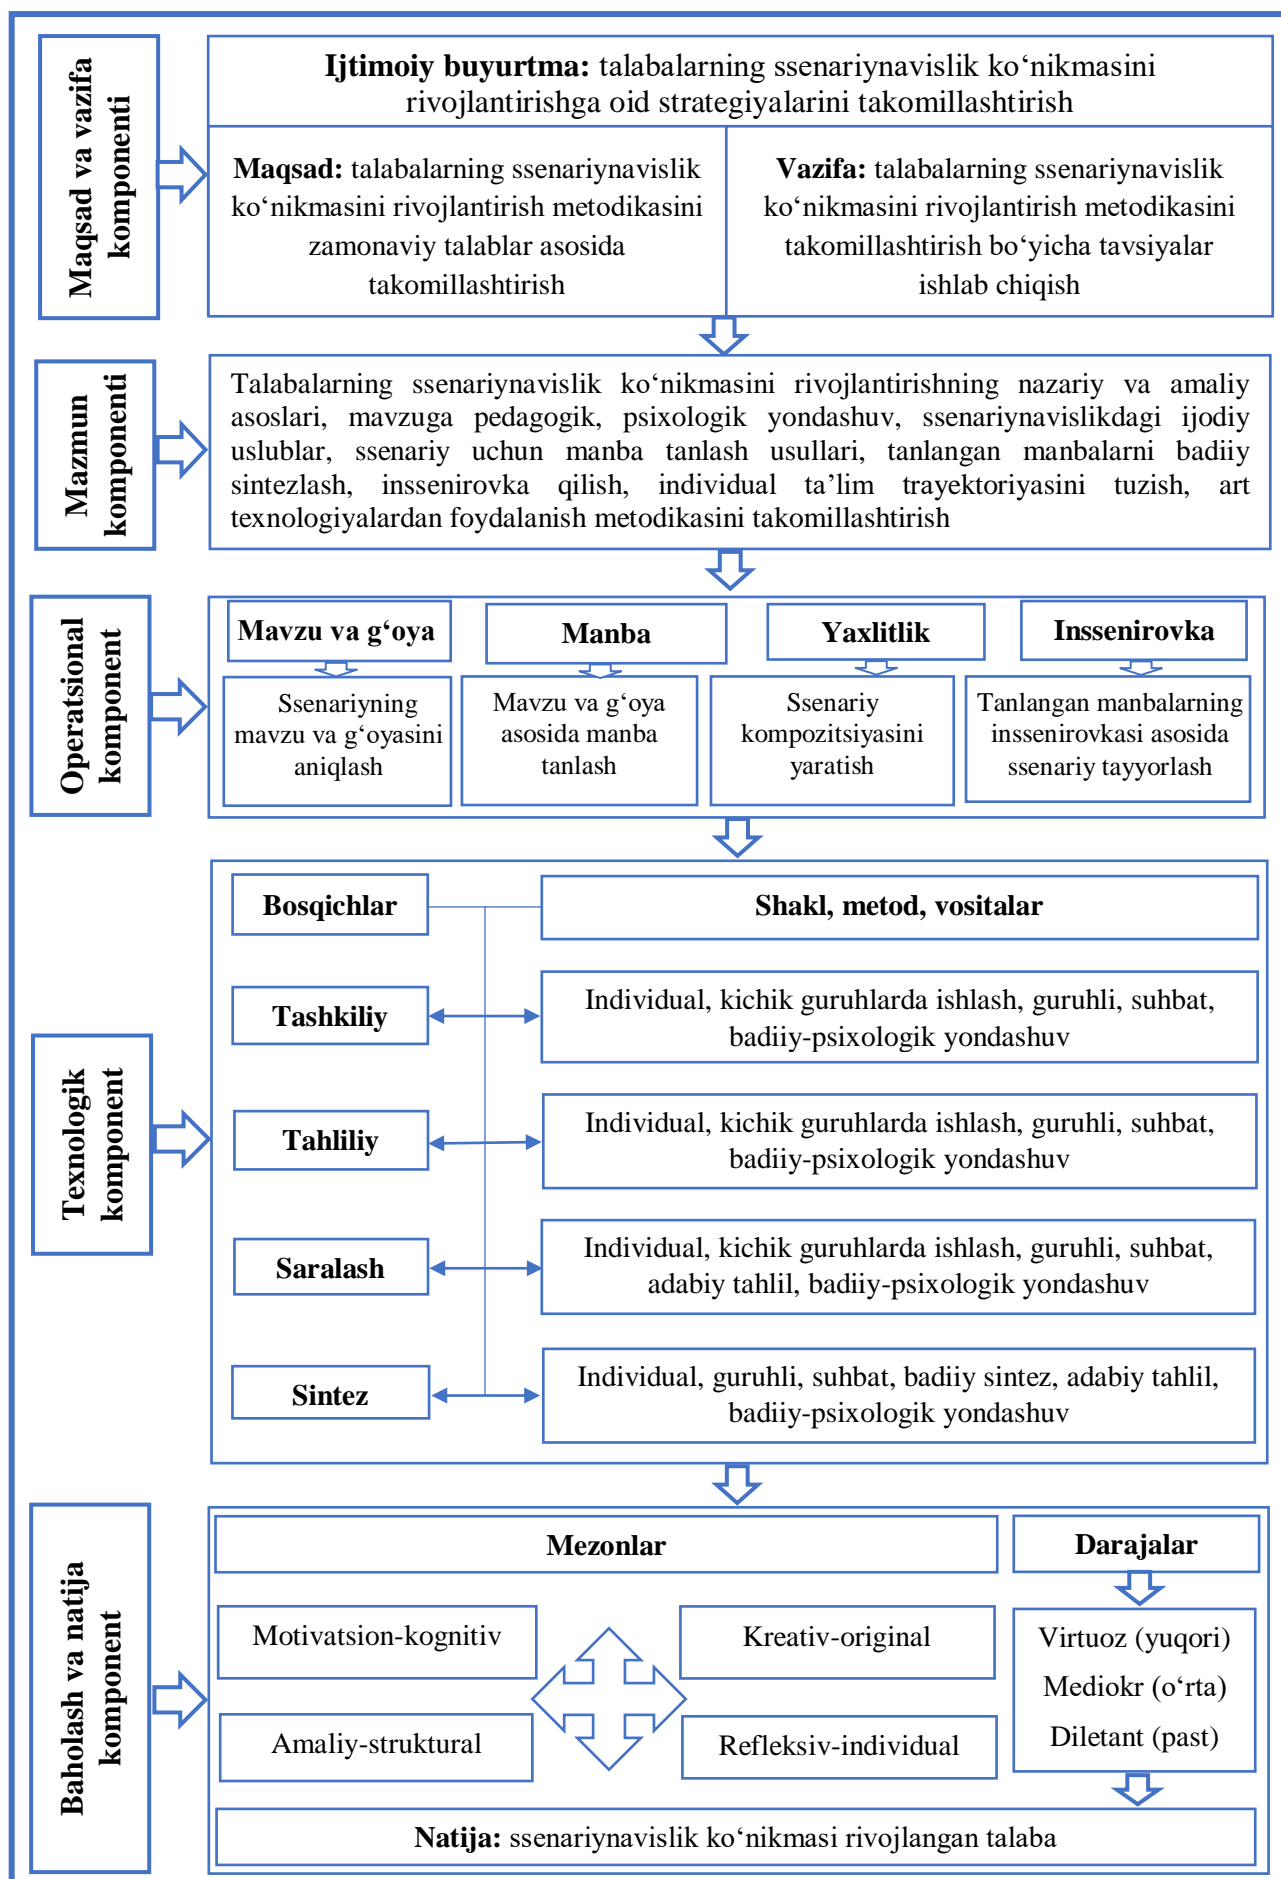 Maqsad va vazifa
komponenti
Ijtimoiy buyurtma: talabalarning ssenariynavislik ko‘nikmasini
rivojlantirishga oid strategiyalarini takomillashtirish
Maqsad: talabalarning ssenariynavislik
ko‘nikmasini rivojlantirish metodikasini
zamonaviy talablar asosida
takomillashtirish
Vazifa: talabalarning ssenariynavislik
ko‘nikmasini rivojlantirish metodikasini
takomillashtirish bo‘yicha tavsiyalar
ishlab chiqish
Mazmun
komponenti
Talabalarning ssenariynavislik ko‘nikmasini rivojlantirishning nazariy va amaliy
asoslari, mavzuga pedagogik, psixologik yondashuv, ssenariynavislikdagi ijodiy
uslublar, ssenariy uchun manba tanlash usullari, tanlangan manbalarni badiiy
sintezlash, inssenirovka qilish, individual ta’lim trayektoriyasini tuzish, art
texnologiyalardan foydalanish metodikasini takomillashtirish
Operatsional
komponent
Mavzu va g‘oya
Ssenariyning
mavzu va g‘oyasini
aniqlash
Manba
Mavzu va g‘oya
asosida manba
tanlash
Yaxlitlik
Ssenariy
kompozitsiyasini
yaratish
Inssenirovka
Tanlangan manbalarning
inssenirovkasi asosida
ssenariy tayyorlash
Texnologik
komponent
Bosqichlar
Shakl, metod, vositalar
Tashkiliy
Individual, kichik guruhlarda ishlash, guruhli, suhbat,
badiiy-psixologik yondashuv
Tahliliy
Individual, kichik guruhlarda ishlash, guruhli, suhbat,
badiiy-psixologik yondashuv
Saralash
Individual, kichik guruhlarda ishlash, guruhli, suhbat,
adabiy tahlil, badiiy-psixologik yondashuv
Sintez
Individual, guruhli, suhbat, badiiy sintez, adabiy tahlil,
badiiy-psixologik yondashuv
Baholash va natija
komponent
Mezonlar
Motivatsion-kognitiv
Kreativ-original
Amaliy-struktural
Refleksiv-individual
Darajalar
Virtuoz (yuqori)
Mediokr (o‘rta)
Diletant (past)
Natija: ssenariynavislik ko‘nikmasi rivojlangan talaba